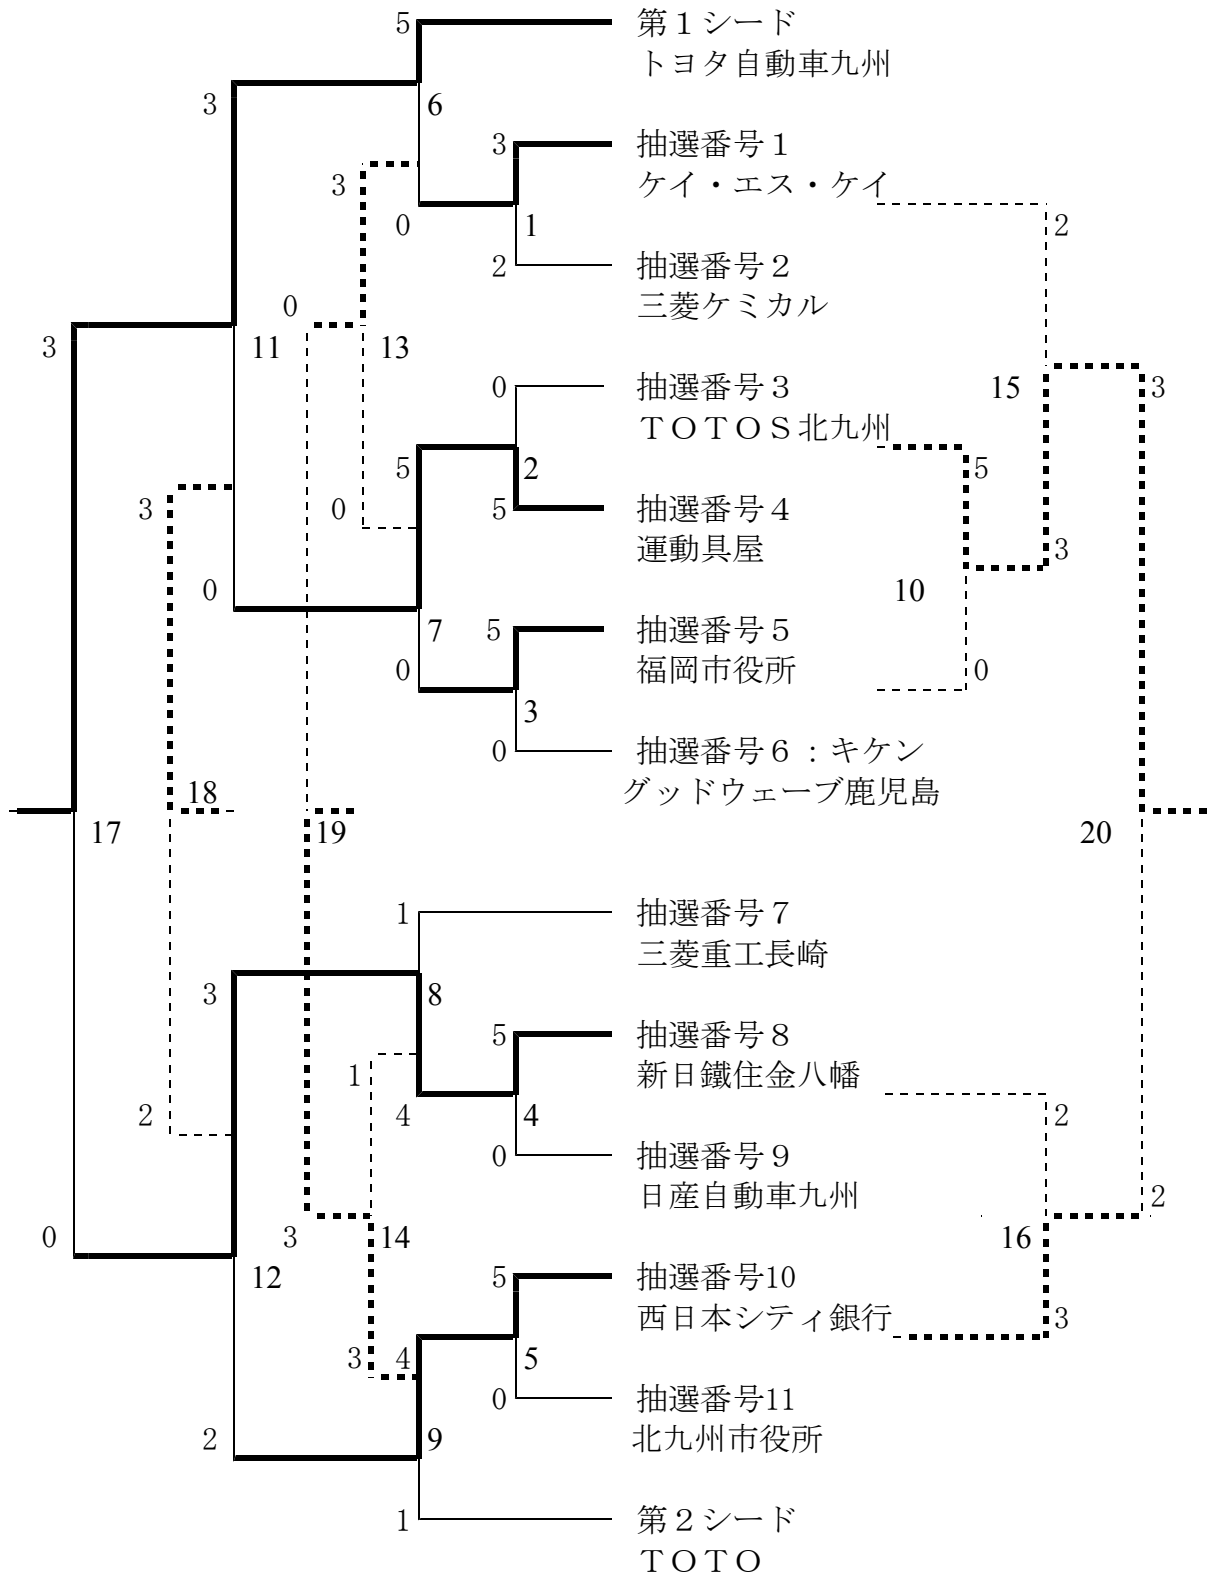 5 第１シード
トヨタ自動車九州
3 6
3 抽選番号１
3 ケイ・エス・ケイ
0 1 2
2 抽選番号２
0 三菱ケミカル
3 11 13
0 抽選番号３ 15 3
ＴＯＴＯＳ北九州
5 2 5
3 0 5 抽選番号４
運動具屋 3
0 10
7 5 抽選番号５
0 福岡市役所 0
3
0 抽選番号６：キケン
18 グッドウェーブ鹿児島
17 19 20
1 抽選番号７
三菱重工長崎
3 8
5 抽選番号８
1 新日鐵住金八幡
2 4 4 2
0 抽選番号９
日産自動車九州 2
0 3 14 16
12 5 抽選番号10
西日本シティ銀行 3
3 4 5
0 抽選番号11
2 9 北九州市役所
1 第２シード
ＴＯＴＯ